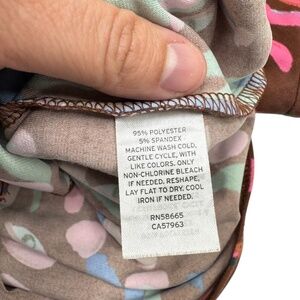 95% POLYESTER
5% SPANDEX
MACHINE WASH COLD,
GENTLE CYCLE, WITH
LIKE COLORS. ONLY
NON-CHLORINE BLEACH
IF NEEDED, RESHAPE,
LAY FLAT TO DRY, COOL
IRON IF NEEDED.
RN58665
CA57963